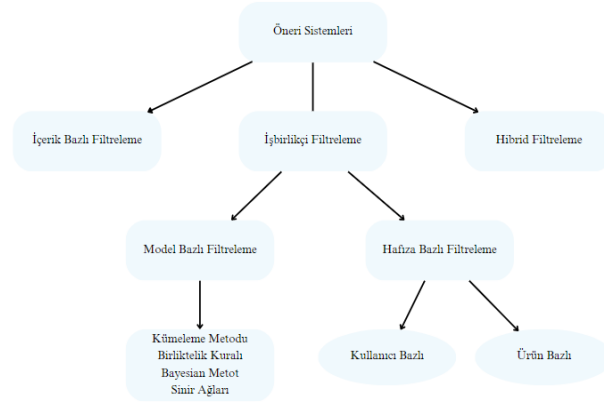 Öneri Sistemleri
İçerik Bazlı Filtreleme
İşbirlikçi Filtreleme
Hibrid Filtreleme
Model Bazlı Filtreleme
Hafıza Bazlı Filtreleme
Kümeleme Metodu
Birliktelik Kuralı
Bayesian Metot
Sinir Ağları
Kullanıcı Bazlı
Ürün Bazlı